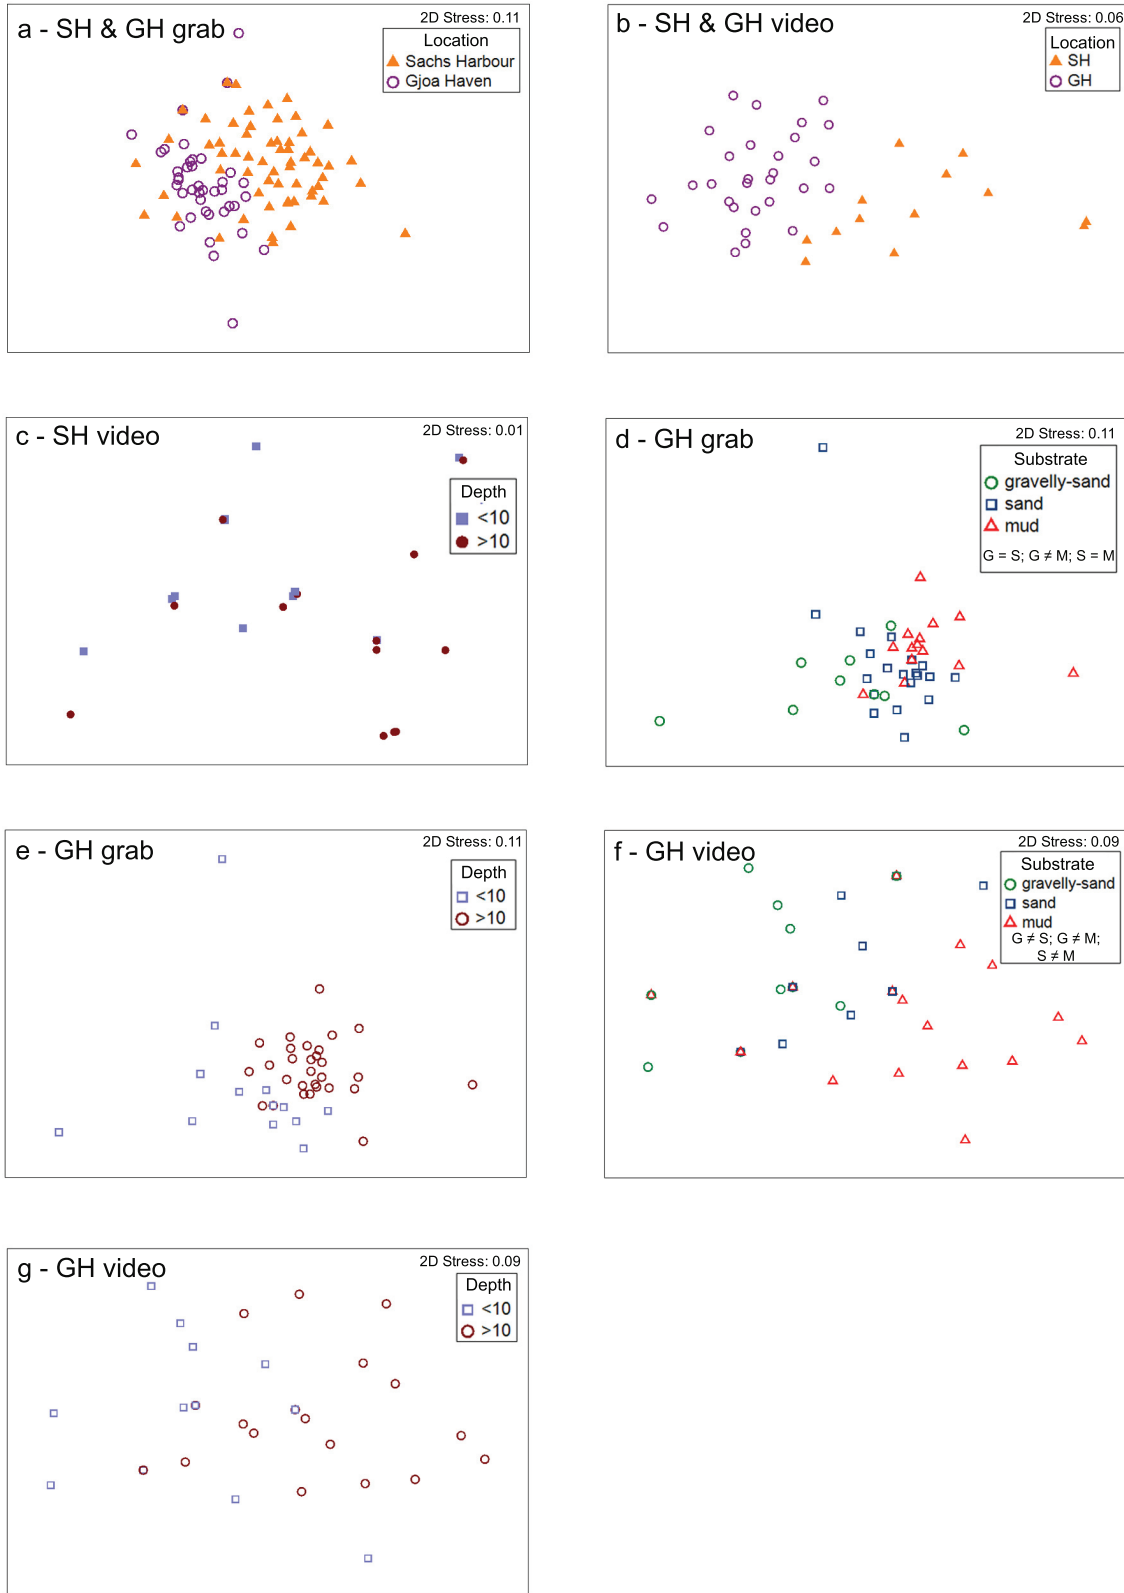 a - SH & GH grab
2D Stress: 0.11
Location
Sachs Harbour
Gjoa Haven
b - SH & GH video
2D Stress: 0.06
Location
SH
GH
c - SH video
2D Stress: 0.01
Depth
<10
>10
d - GH grab
2D Stress: 0.11
Substrate
gravelly-sand
sand
mud
G = S; G ≠ M; S = M
e - GH grab
2D Stress: 0.11
Depth
<10
>10
f - GH video
2D Stress: 0.09
Substrate
gravelly-sand
sand
mud
G ≠ S; G ≠ M;
S ≠ M
g - GH video
2D Stress: 0.09
Depth
<10
>10